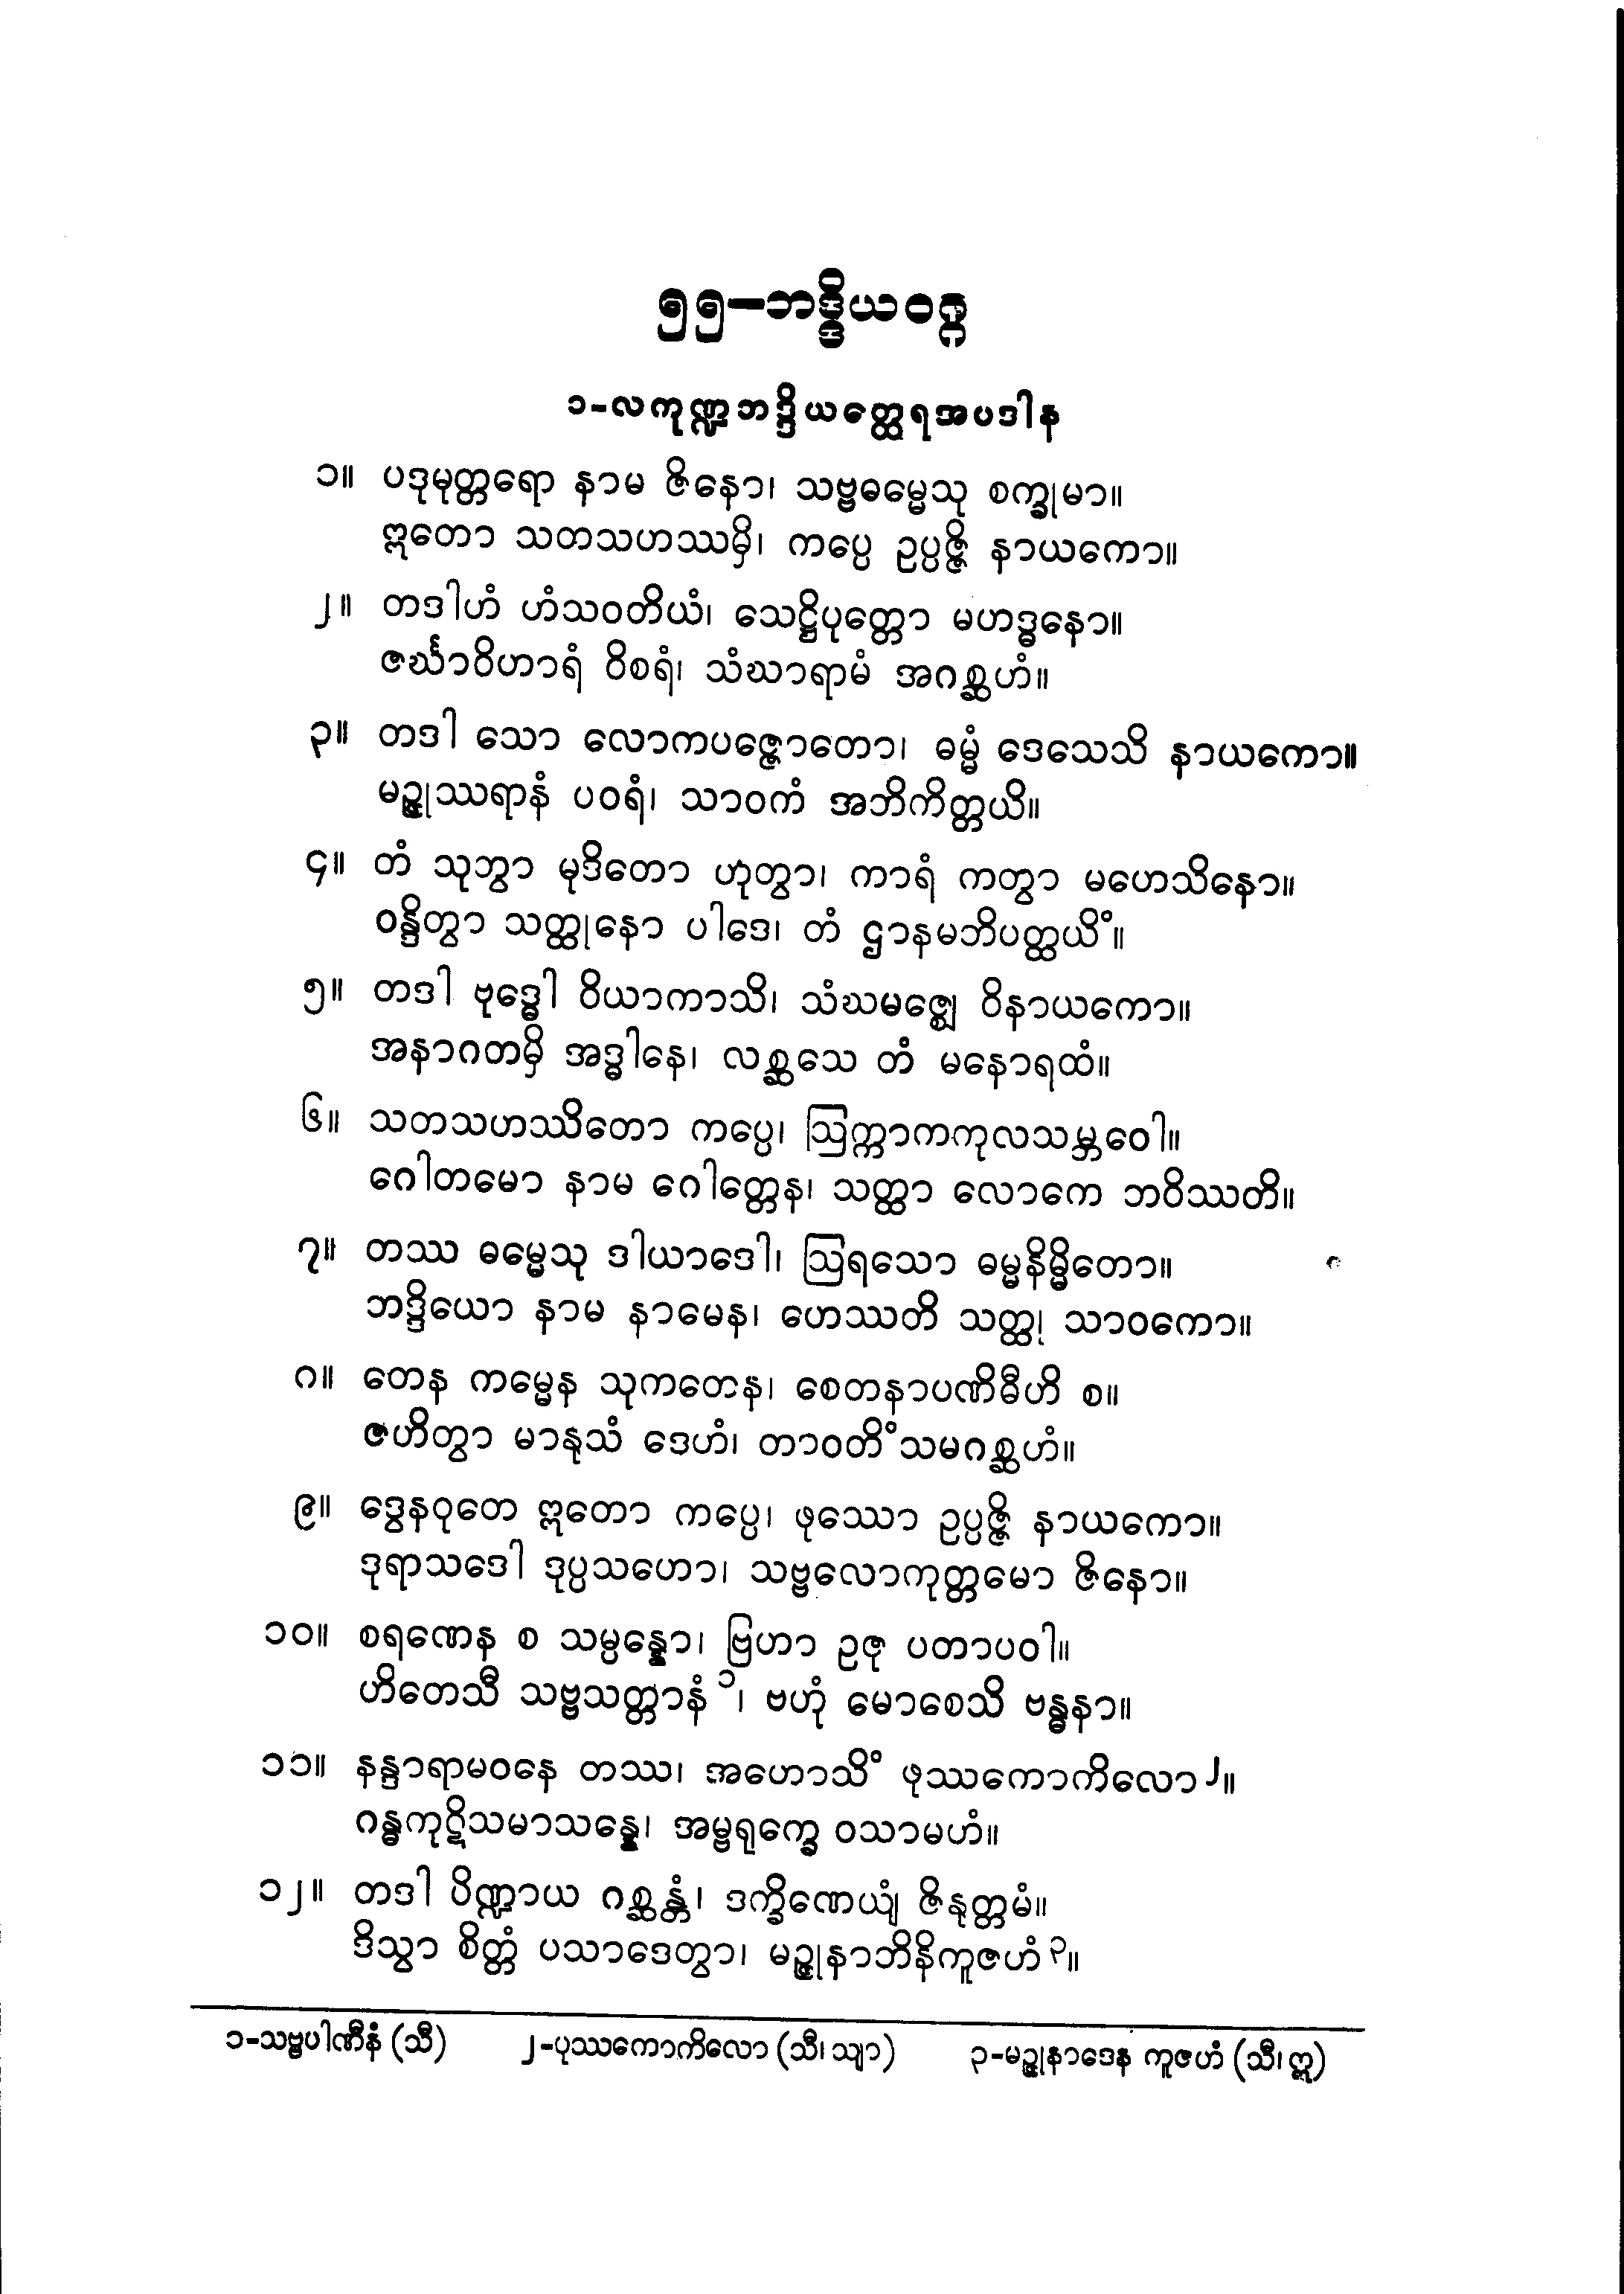 ၅၅-ဘဒ္ဒိယဝဂ္ဂ
၁-လကုဏ္ဍဘဒ္ဒိယတ္ထေရအပဒါန
၁။ ပဒုမုတ္တရော နာမ ဇိနော၊ သဗ္ဗဓမ္မေသု စက္ခုမာ။
ဣတော သတသဟဿမှိ၊ ကပ္ပေ ဥပ္ပဇ္ဇိ နာယကော။
၂။ တဒါဟံ ဟံသဝတိယံ၊ သေဋ္ဌိပုတ္တော မဟဒ္ဓနော။
ဇင်္ဃာဝိဟာရံ ဝိစရံ၊ သံဃာရာမံ အဂစ္ဆဟံ။
၃။ တဒါ သော လောကပဇ္ဇောတော၊ ဓမ္မံ ဒေသေသိ နာယကော။
မဉ္ဇုဿရာနံ ပဝရံ၊ သာဝကံ အဘိကိတ္တယိ။
၄။ တံ သုတွာ မုဒိတော ဟုတွာ၊ ကာရံ ကတွာ မဟေသိနော။
ဝန္ဒိတွာ သတ္ထုနော ပါဒေ၊ တံ ဌာနမဘိပတ္ထယိံ။
၅။ တဒါ ဗုဒ္ဓေါ ဝိယာကာသိ၊ သံဃမဇ္ဈေ ဝိနာယကော။
အနာဂတမှိ အဒ္ဓါနေ၊ လစ္ဆသေ တံ မနောရထံ။
၆။ သတသဟဿိတော ကပ္ပေ၊ ဩက္ကာကကုလသမ္ဘဝေါ။
ဂေါတမော နာမ ဂေါတ္တေန၊ သတ္ထာ လောကေ ဘဝိဿတိ။
၇။ တဿ ဓမ္မေသု ဒါယာဒေါ၊ ဩရသော ဓမ္မနိမ္မိတော။
ဘဒ္ဒိယော နာမ နာမေန၊ ဟေဿတိ သတ္ထု သာဝကော။
၈။ တေန ကမ္မေန သုကတေန၊ စေတနာပဏိဓီဟိ စ။
ဇဟိတွာ မာနုသံ ဒေဟံ၊ တာဝတိံသမဂစ္ဆဟံ။
၉။ ဒွေနဝုတေ ဣတော ကပ္ပေ၊ ဖုဿော ဥပ္ပဇ္ဇိ နာယကော။
ဒုရာသဒေါ ဒုပ္ပသဟော၊ သဗ္ဗလောကုတ္တမော ဇိနော။
၁၀။ စရဏေန စ သမ္ပန္နော၊ ဗြဟာ ဥဇု ပတာပဝါ။
ဟိတေသီ သဗ္ဗသတ္တာနံ ၁၊ ဗဟုံ မောစေသိ ဗန္ဓနာ။
၁၁။ နန္ဒာရာမဝနေ တဿ၊ အဟောသိံ ဖုဿကောကိလော ၂။
ဂန္ဓကုဋိသမာသန္နေ၊ အမ္ဗရုက္ခေ ဝသာမဟံ။
၁၂။ တဒါ ပိဏ္ဍာယ ဂစ္ဆန္တံ၊ ဒက္ခိဏေယျံ ဇိနုတ္တမံ။
ဒိသွာ စိတ္တံ ပသာဒေတွာ၊ မဉ္ဇုနာဘိနိကူဇဟံ ၃။
၁-သဗ္ဗပါဏီနံ (သီ) ၂-ပုဿကောကိလော (သီ၊ သျာ) ၃-မဉ္ဇုနာဒေန ကူဇဟံ (သီ၊ ဣ)